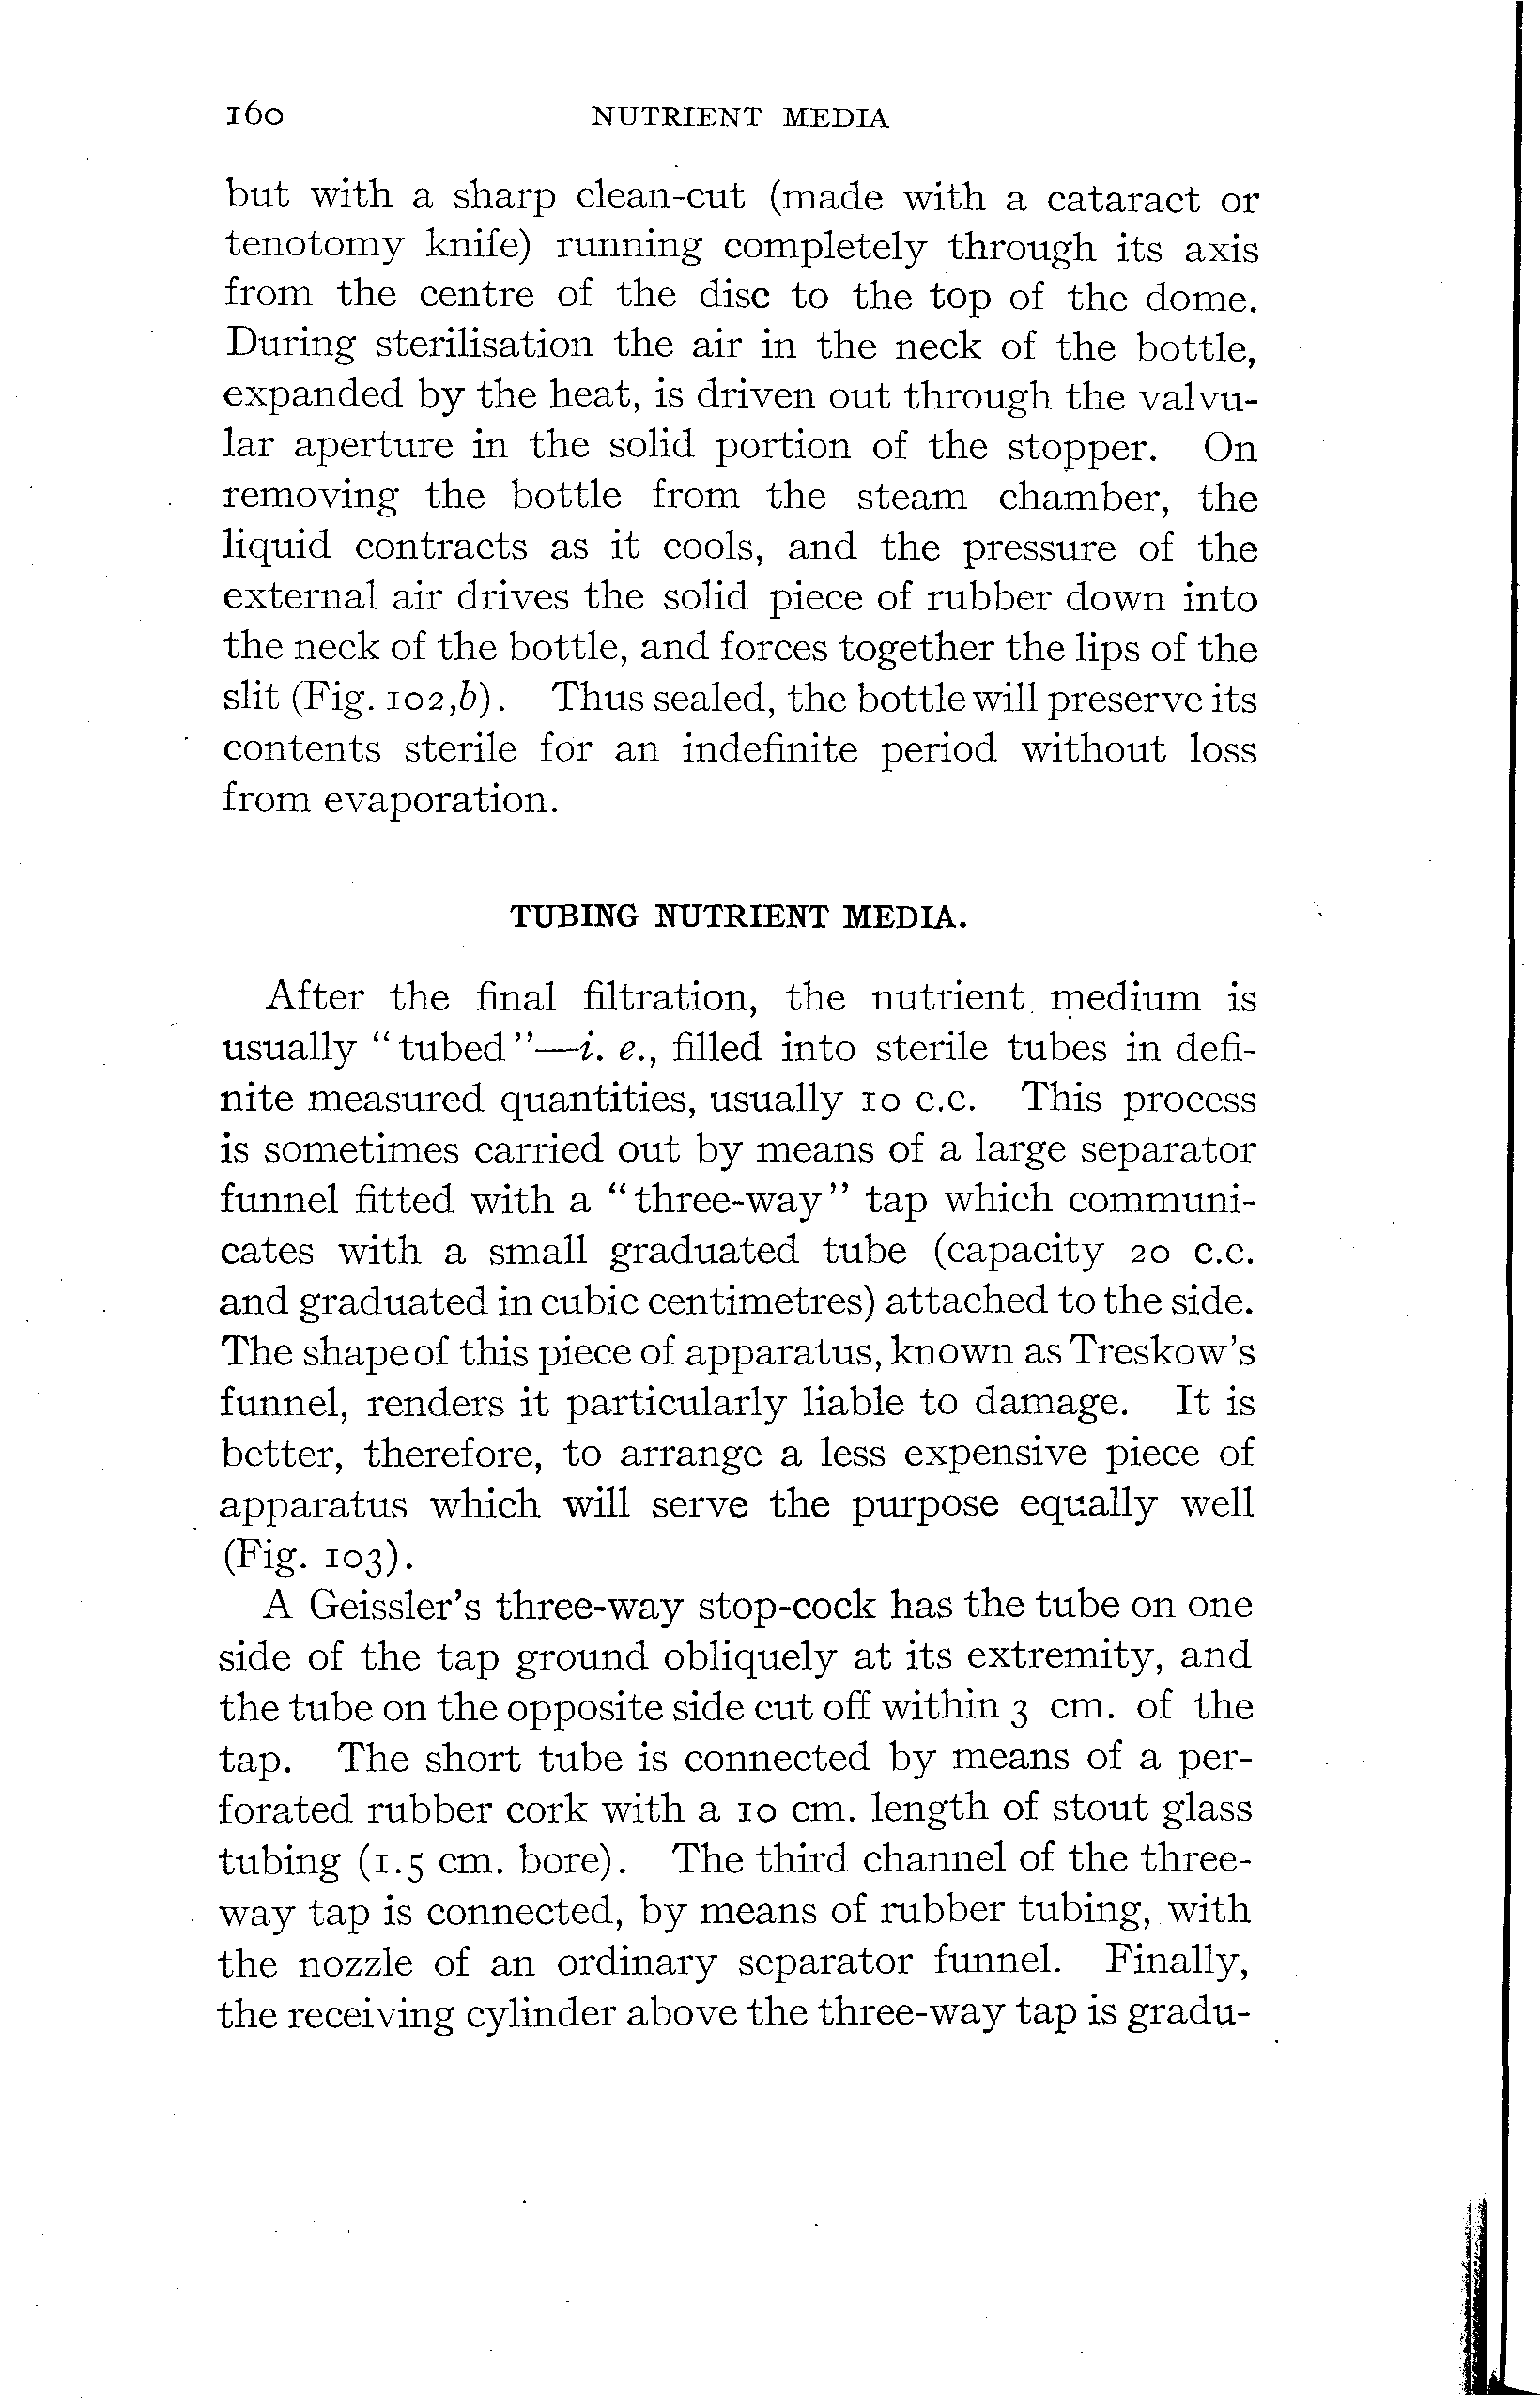 160 NUTRIENT MEDIA
but with a sharp clean-cut (made with a cataract or
tenotomy knife) running completely through its axis
from the centre of the disc to the top of the dome.
During sterilisation the air in the neck of the bottle,
expanded by the heat, is driven out through the valvu-
lar aperture in the solid portion of the stopper. On
removing the bottle from the steam chamber, the
liquid contracts as it cools, and the pressure of the
external air drives the solid piece of rubber down into
the neck of the bottle, and forces together the lips of the
slit (Fig. 102,b). Thus sealed, the bottle will preserve its
contents sterile for an indefinite period without loss
from evaporation.
TUBING NUTRIENT MEDIA.
After the final filtration, the nutrient medium is
usually "tubed"—i. e., filled into sterile tubes in defi-
nite measured quantities, usually 10 c.c. This process
is sometimes carried out by means of a large separator
funnel fitted with a "three-way" tap which communi-
cates with a small graduated tube (capacity 20 c.c.
and graduated in cubic centimetres) attached to the side.
The shape of this piece of apparatus, known as Treskow's
funnel, renders it particularly liable to damage. It is
better, therefore, to arrange a less expensive piece of
apparatus which will serve the purpose equally well
(Fig. 103).
A Geissler's three-way stop-cock has the tube on one
side of the tap ground obliquely at its extremity, and
the tube on the opposite side cut off within 3 cm. of the
tap. The short tube is connected by means of a per-
forated rubber cork with a 10 cm. length of stout glass
tubing (1.5 cm. bore). The third channel of the three-
way tap is connected, by means of rubber tubing, with
the nozzle of an ordinary separator funnel. Finally,
the receiving cylinder above the three-way tap is gradu-